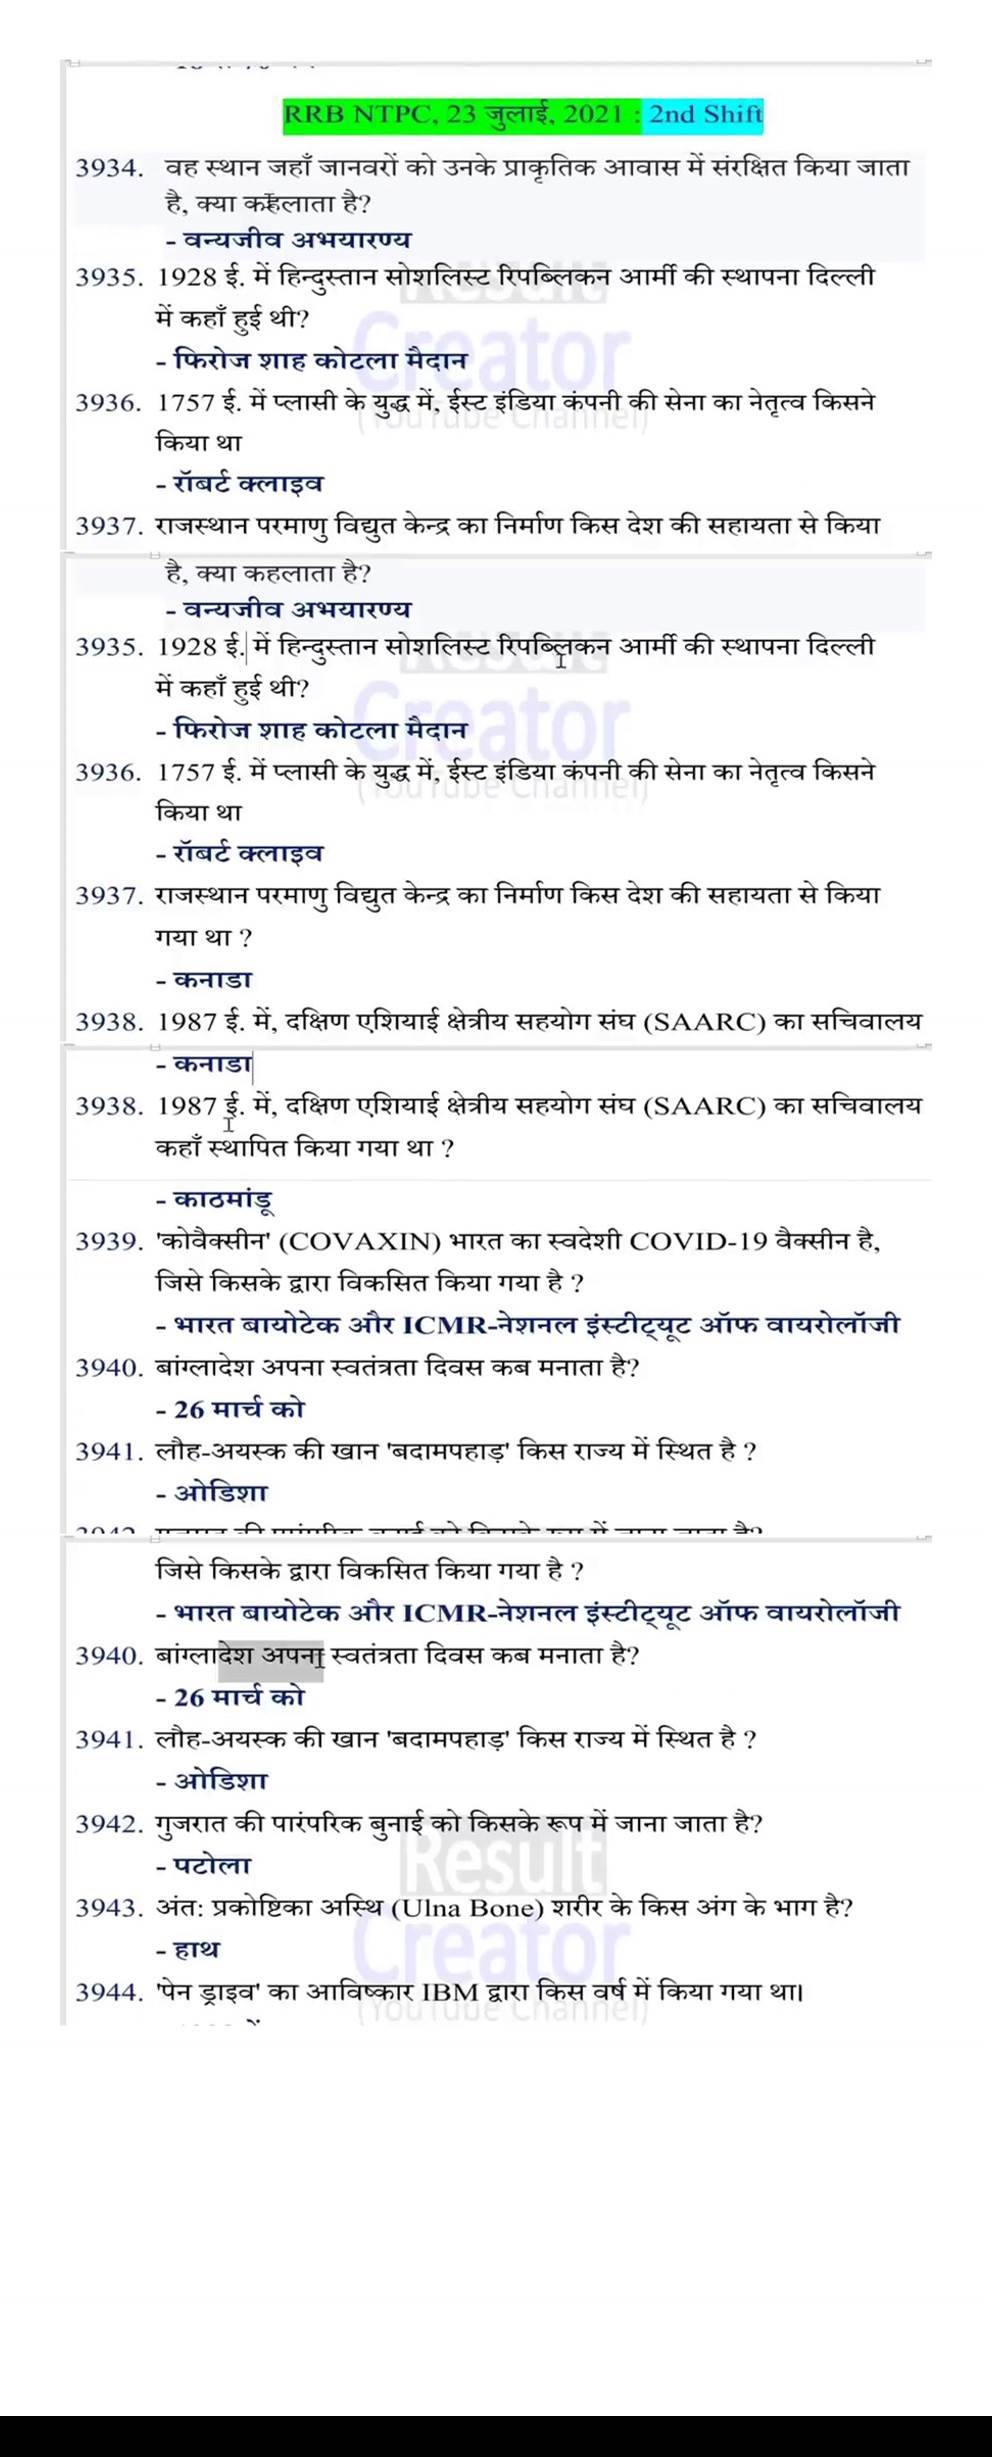 RRB NTPC, 23 जुलाई, 2021 : 2nd Shift
3934. वह स्थान जहाँ जानवरों को उनके प्राकृतिक आवास में संरक्षित किया जाता
है, क्या कहलाता है?
- वन्यजीव अभयारण्य
3935. 1928 ई. में हिन्दुस्तान सोशलिस्ट रिपब्लिकन आर्मी की स्थापना दिल्ली
में कहाँ हुई थी?
- फिरोज शाह कोटला मैदान
3936. 1757 ई. में प्लासी के युद्ध में, ईस्ट इंडिया कंपनी की सेना का नेतृत्व किसने
किया था
- रॉबर्ट क्लाइव
3937. राजस्थान परमाणु विद्युत केन्द्र का निर्माण किस देश की सहायता से किया
है, क्या कहलाता है?
- वन्यजीव अभयारण्य
3935. 1928 ई. में हिन्दुस्तान सोशलिस्ट रिपब्लिकन आर्मी की स्थापना दिल्ली
में कहाँ हुई थी?
- फिरोज शाह कोटला मैदान
3936. 1757 ई. में प्लासी के युद्ध में, ईस्ट इंडिया कंपनी की सेना का नेतृत्व किसने
किया था
- रॉबर्ट क्लाइव
3937. राजस्थान परमाणु विद्युत केन्द्र का निर्माण किस देश की सहायता से किया
गया था ?
- कनाडा
3938. 1987 ई. में, दक्षिण एशियाई क्षेत्रीय सहयोग संघ (SAARC) का सचिवालय
- कनाडा
3938. 1987 ई. में, दक्षिण एशियाई क्षेत्रीय सहयोग संघ (SAARC) का सचिवालय
कहाँ स्थापित किया गया था ?
- काठमांडू
3939. 'कोवैक्सीन' (COVAXIN) भारत का स्वदेशी COVID-19 वैक्सीन है,
जिसे किसके द्वारा विकसित किया गया है ?
- भारत बायोटेक और ICMR-नेशनल इंस्टीट्यूट ऑफ वायरोलॉजी
3940. बांग्लादेश अपना स्वतंत्रता दिवस कब मनाता है?
- 26 मार्च को
3941. लौह-अयस्क की खान 'बदामपहाड़' किस राज्य में स्थित है ?
- ओडिशा
जिसे किसके द्वारा विकसित किया गया है ?
- भारत बायोटेक और ICMR-नेशनल इंस्टीट्यूट ऑफ वायरोलॉजी
3940. बांग्लादेश अपना स्वतंत्रता दिवस कब मनाता है?
- 26 मार्च को
3941. लौह-अयस्क की खान 'बदामपहाड़' किस राज्य में स्थित है ?
- ओडिशा
3942. गुजरात की पारंपरिक बुनाई को किसके रूप में जाना जाता है?
- पटोला
3943. अंत: प्रकोष्टिका अस्थि (Ulna Bone) शरीर के किस अंग के भाग है?
- हाथ
3944. 'पेन ड्राइव' का आविष्कार IBM द्वारा किस वर्ष में किया गया था।
Result
Creator
(YouTube Channel)